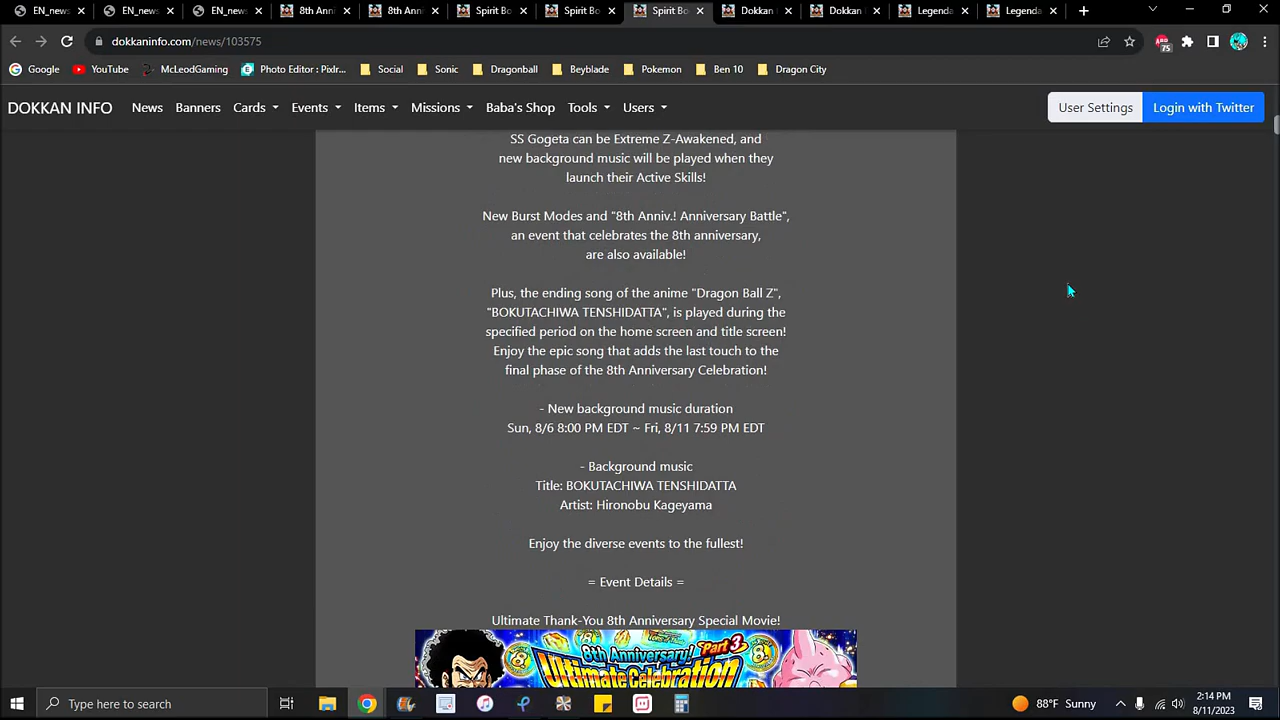 EN_news
EN_news
EN_news
8th Anni
8th Anni
Spirit Bo
Spirit Bo
Spirit Bo
Dokkan
Dokkan
Legenda
Legenda
dokkaninfo.com/news/103575
75
Google
YouTube
McLeodGaming
Photo Editor : Pixlr...
Social
Sonic
Dragonball
Beyblade
Pokemon
Ben 10
Dragon City
DOKKAN INFO
News
Banners
Cards
Events
Items
Missions
Baba's Shop
Tools
Users
User Settings
Login with Twitter
SS Gogeta can be Extreme Z-Awakened, and
new background music will be played when they
launch their Active Skills!
New Burst Modes and "8th Anniv.! Anniversary Battle",
an event that celebrates the 8th anniversary,
are also available!
Plus, the ending song of the anime "Dragon Ball Z",
"BOKUTACHIWA TENSHIDATTA", is played during the
specified period on the home screen and title screen!
Enjoy the epic song that adds the last touch to the
final phase of the 8th Anniversary Celebration!
- New background music duration
Sun, 8/6 8:00 PM EDT ~ Fri, 8/11 7:59 PM EDT
- Background music
Title: BOKUTACHIWA TENSHIDATTA
Artist: Hironobu Kageyama
Enjoy the diverse events to the fullest!
= Event Details =
Ultimate Thank-You 8th Anniversary Special Movie!
8th Anniversary! Part 3
Ultimate Celebration
Type here to search
88°F Sunny
2:14 PM
8/11/2023